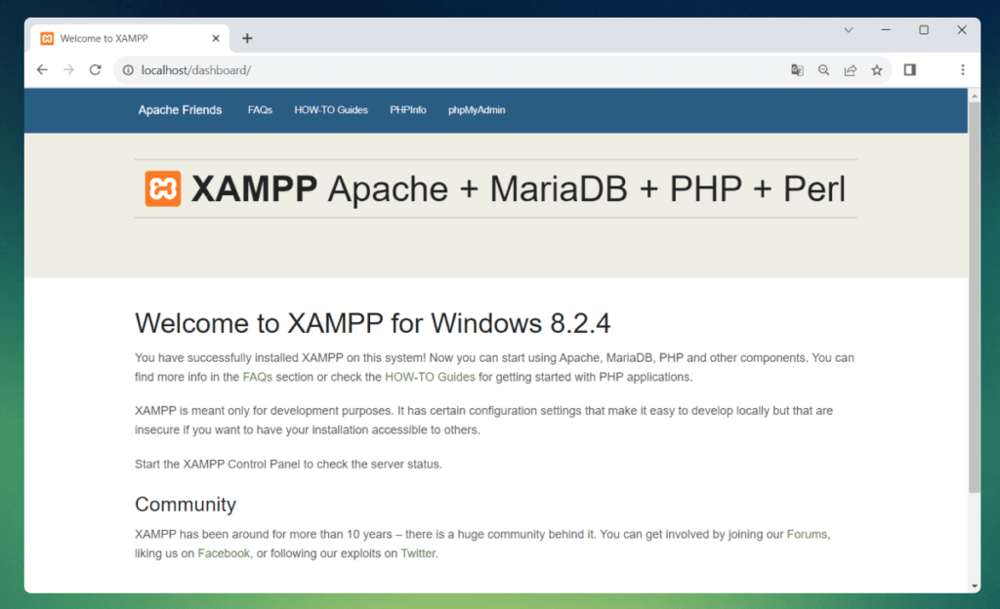 Welcome to XAMPP
localhost/dashboard/
Apache Friends FAQs HOW-TO Guides PHPInfo phpMyAdmin
XAMPP Apache + MariaDB + PHP + Perl
Welcome to XAMPP for Windows 8.2.4
You have successfully installed XAMPP on this system! Now you can start using Apache, MariaDB, PHP and other components. You can
find more info in the FAQs section or check the HOW-TO Guides for getting started with PHP applications.
XAMPP is meant only for development purposes. It has certain configuration settings that make it easy to develop locally but that are
insecure if you want to have your installation accessible to others.
Start the XAMPP Control Panel to check the server status.
Community
XAMPP has been around for more than 10 years – there is a huge community behind it. You can get involved by joining our Forums,
liking us on Facebook, or following our exploits on Twitter.